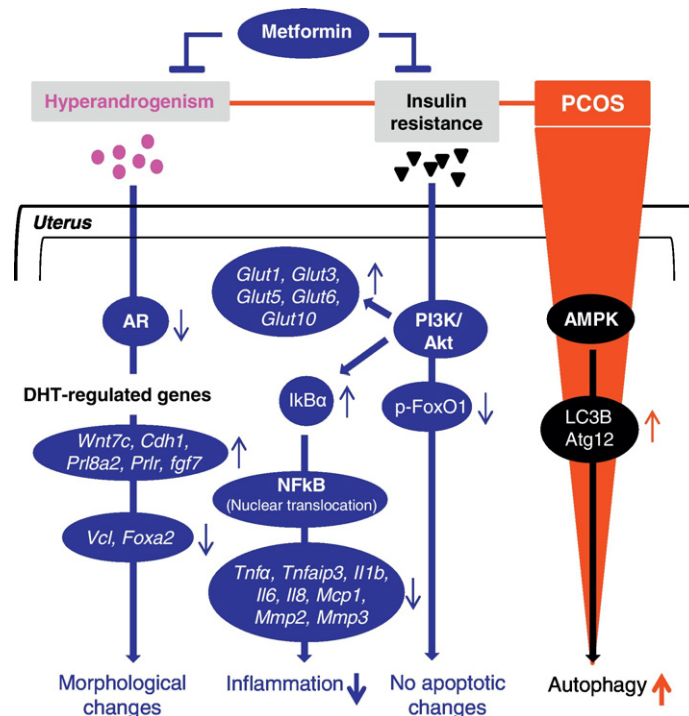 Metformin
Hyperandrogenism
Insulin
resistance
PCOS
Uterus
Glut1, Glut3,
Glut5, Glut6,
Glut10
AR
PI3K/
Akt
AMPK
DHT-regulated genes
IkBα
p-FoxO1
LC3B
Atg12
Wnt7c, Cdh1,
Prl8a2, Prlr, fgf7
NFkB
(Nuclear translocation)
Vcl, Foxa2
Tnfα, Tnfaip3, Il1b,
Il6, Il8, Mcp1,
Mmp2, Mmp3
Morphological
changes
Inflammation
No apoptotic
changes
Autophagy